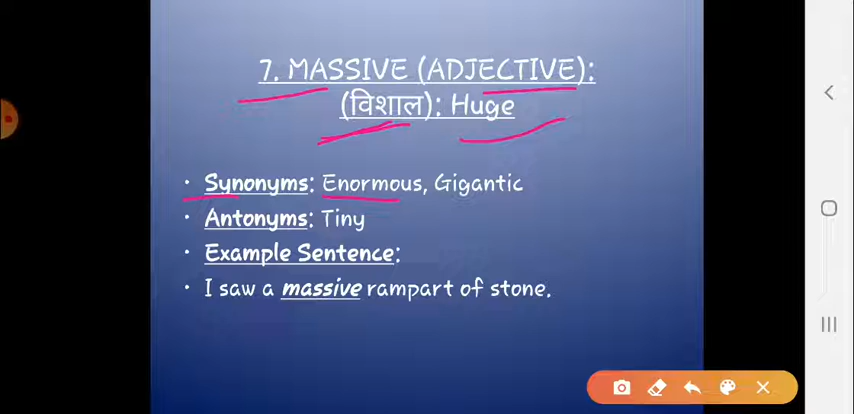 7. MASSIVE (ADJECTIVE):
(विशाल): Huge
• Synonyms: Enormous, Gigantic
• Antonyms: Tiny
• Example Sentence:
• I saw a massive rampart of stone.